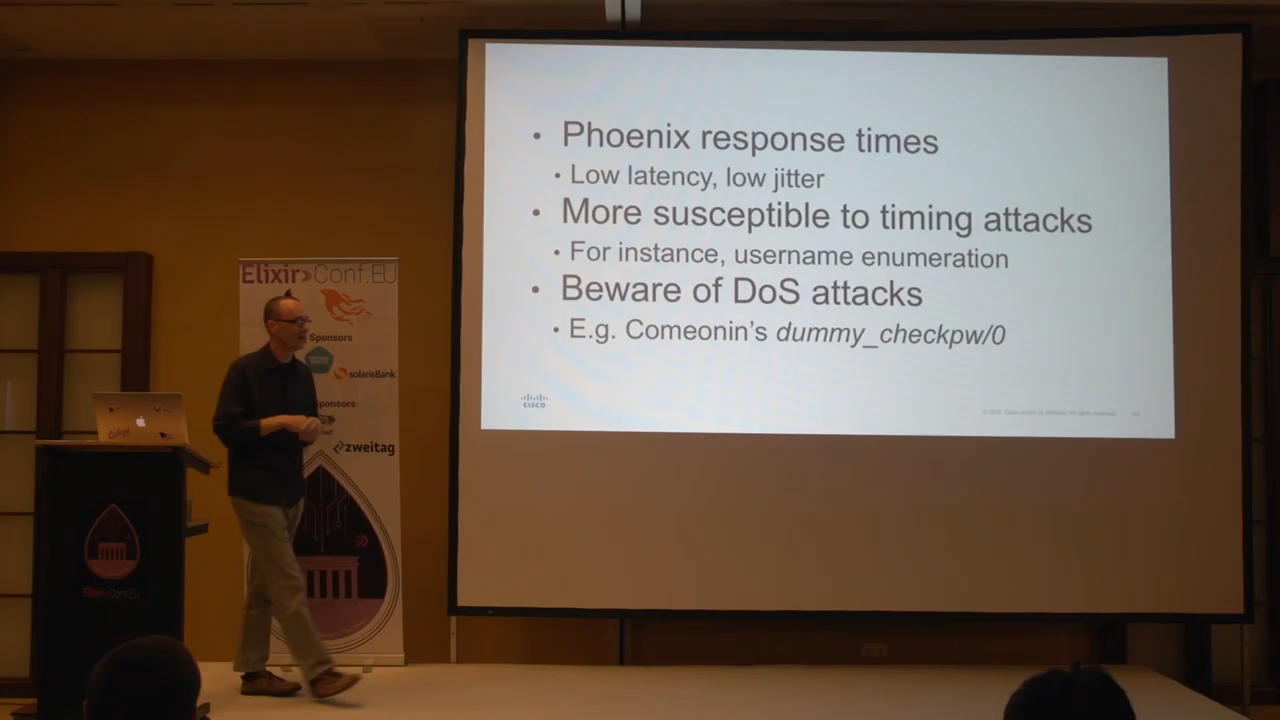 • Phoenix response times
• Low latency, low jitter
• More susceptible to timing attacks
• For instance, username enumeration
• Beware of DoS attacks
• E.g. Comeonin’s dummy_checkpw/0
CISCO
Elixir Conf.EU
Sponsors
solarisBank
ponsors
zweitag
ElixirConf.EU